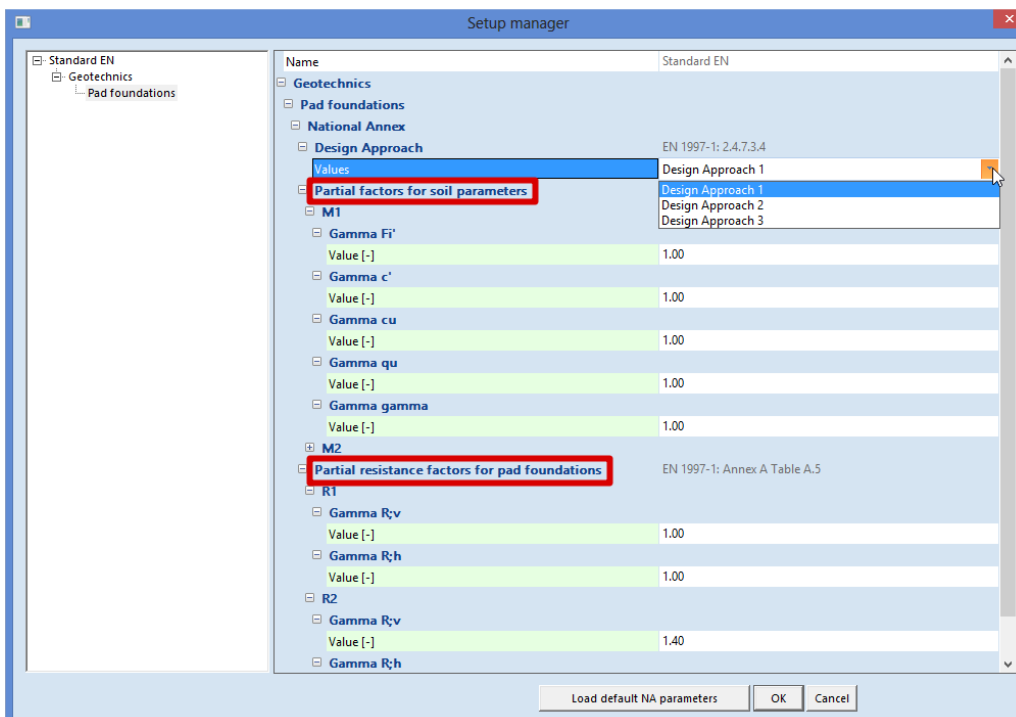 Setup manager
Standard EN
Geotechnics
Pad foundations
Name Standard EN
Geotechnics
Pad foundations
National Annex
Design Approach EN 1997-1: 2.4.7.3.4
Values Design Approach 1
Design Approach 1
Design Approach 2
Design Approach 3
Partial factors for soil parameters
M1
Gamma Fi'
Value [-] 1.00
Gamma c'
Value [-] 1.00
Gamma cu
Value [-] 1.00
Gamma qu
Value [-] 1.00
Gamma gamma
Value [-] 1.00
M2
Partial resistance factors for pad foundations EN 1997-1: Annex A Table A.5
R1
Gamma R;v
Value [-] 1.00
Gamma R;h
Value [-] 1.00
R2
Gamma R;v
Value [-] 1.40
Gamma R;h
Load default NA parameters OK Cancel